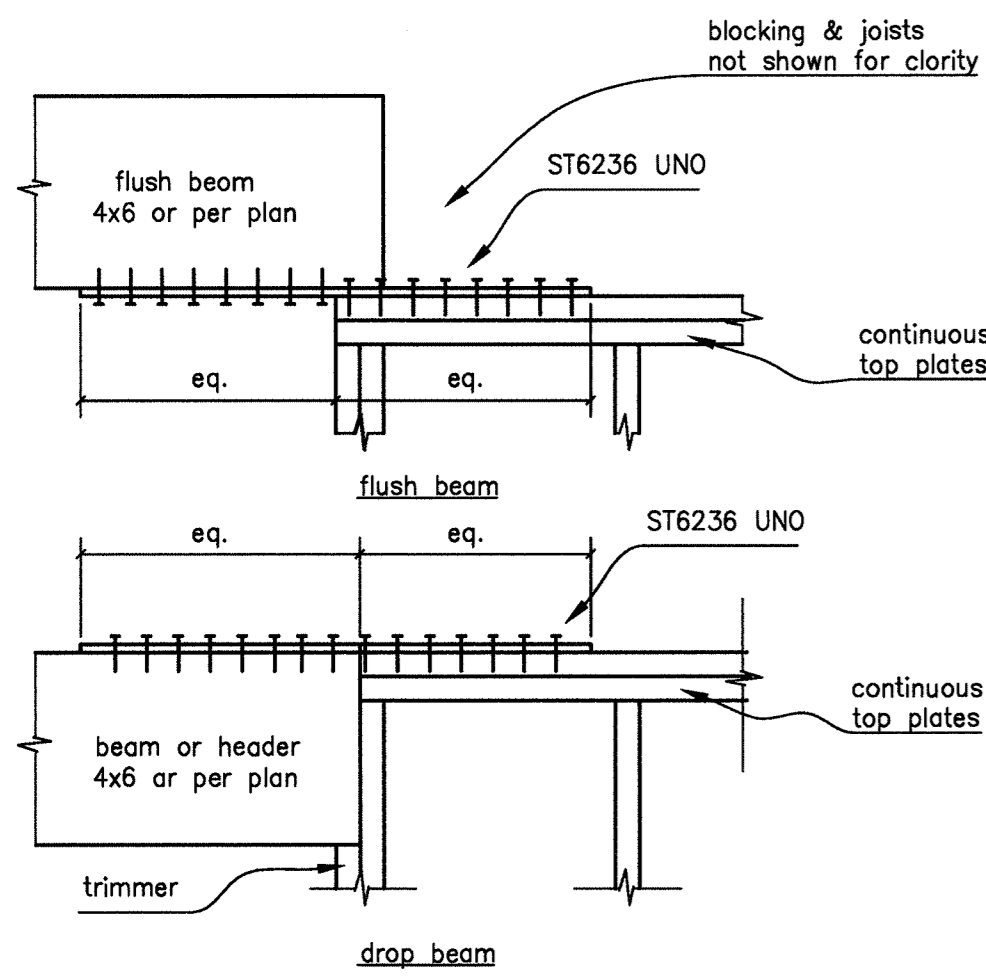 blocking & joists
not shown for clority
ST6236 UNO
flush beom
4x6 or per plan
continuous
top plates
eq.
eq.
flush beam
ST6236 UNO
eq.
eq.
continuous
top plates
beam or header
4x6 ar per plan
trimmer
drop beam